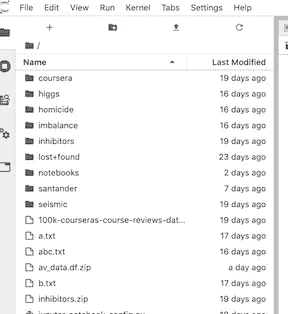 File Edit View Run Kernel Tabs Settings Help
/
Name Last Modified
coursera 19 days ago
higgs 16 days ago
homicide 16 days ago
imbalance 16 days ago
inhibitors 19 days ago
lost+found 23 days ago
notebooks 2 days ago
santander 7 days ago
seismic 19 days ago
100k-courseras-course-reviews-dat... 19 days ago
a.txt 17 days ago
abc.txt 16 days ago
av_data.df.zip a day ago
b.txt 17 days ago
inhibitors.zip 19 days ago